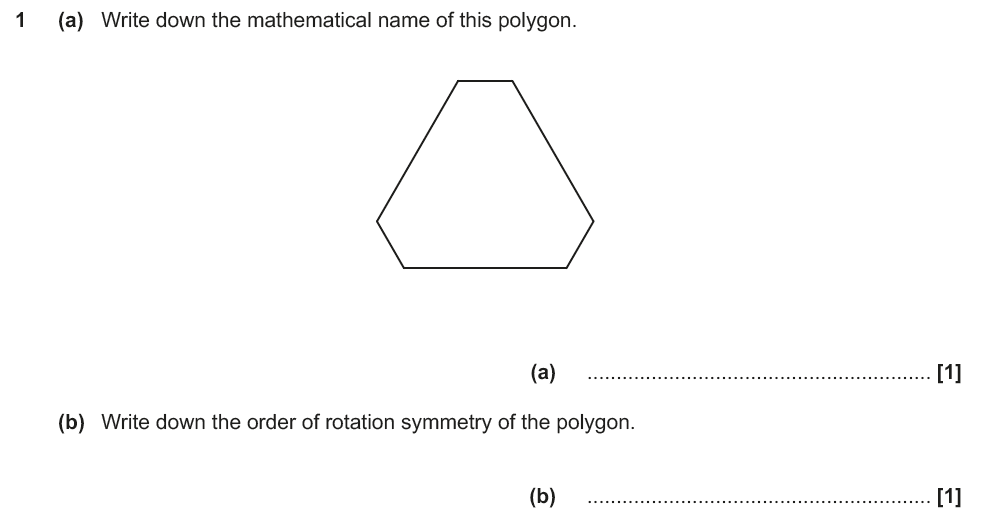 1 (a) Write down the mathematical name of this polygon.
(a) ........................................................... [1]
(b) Write down the order of rotation symmetry of the polygon.
(b) ........................................................... [1]